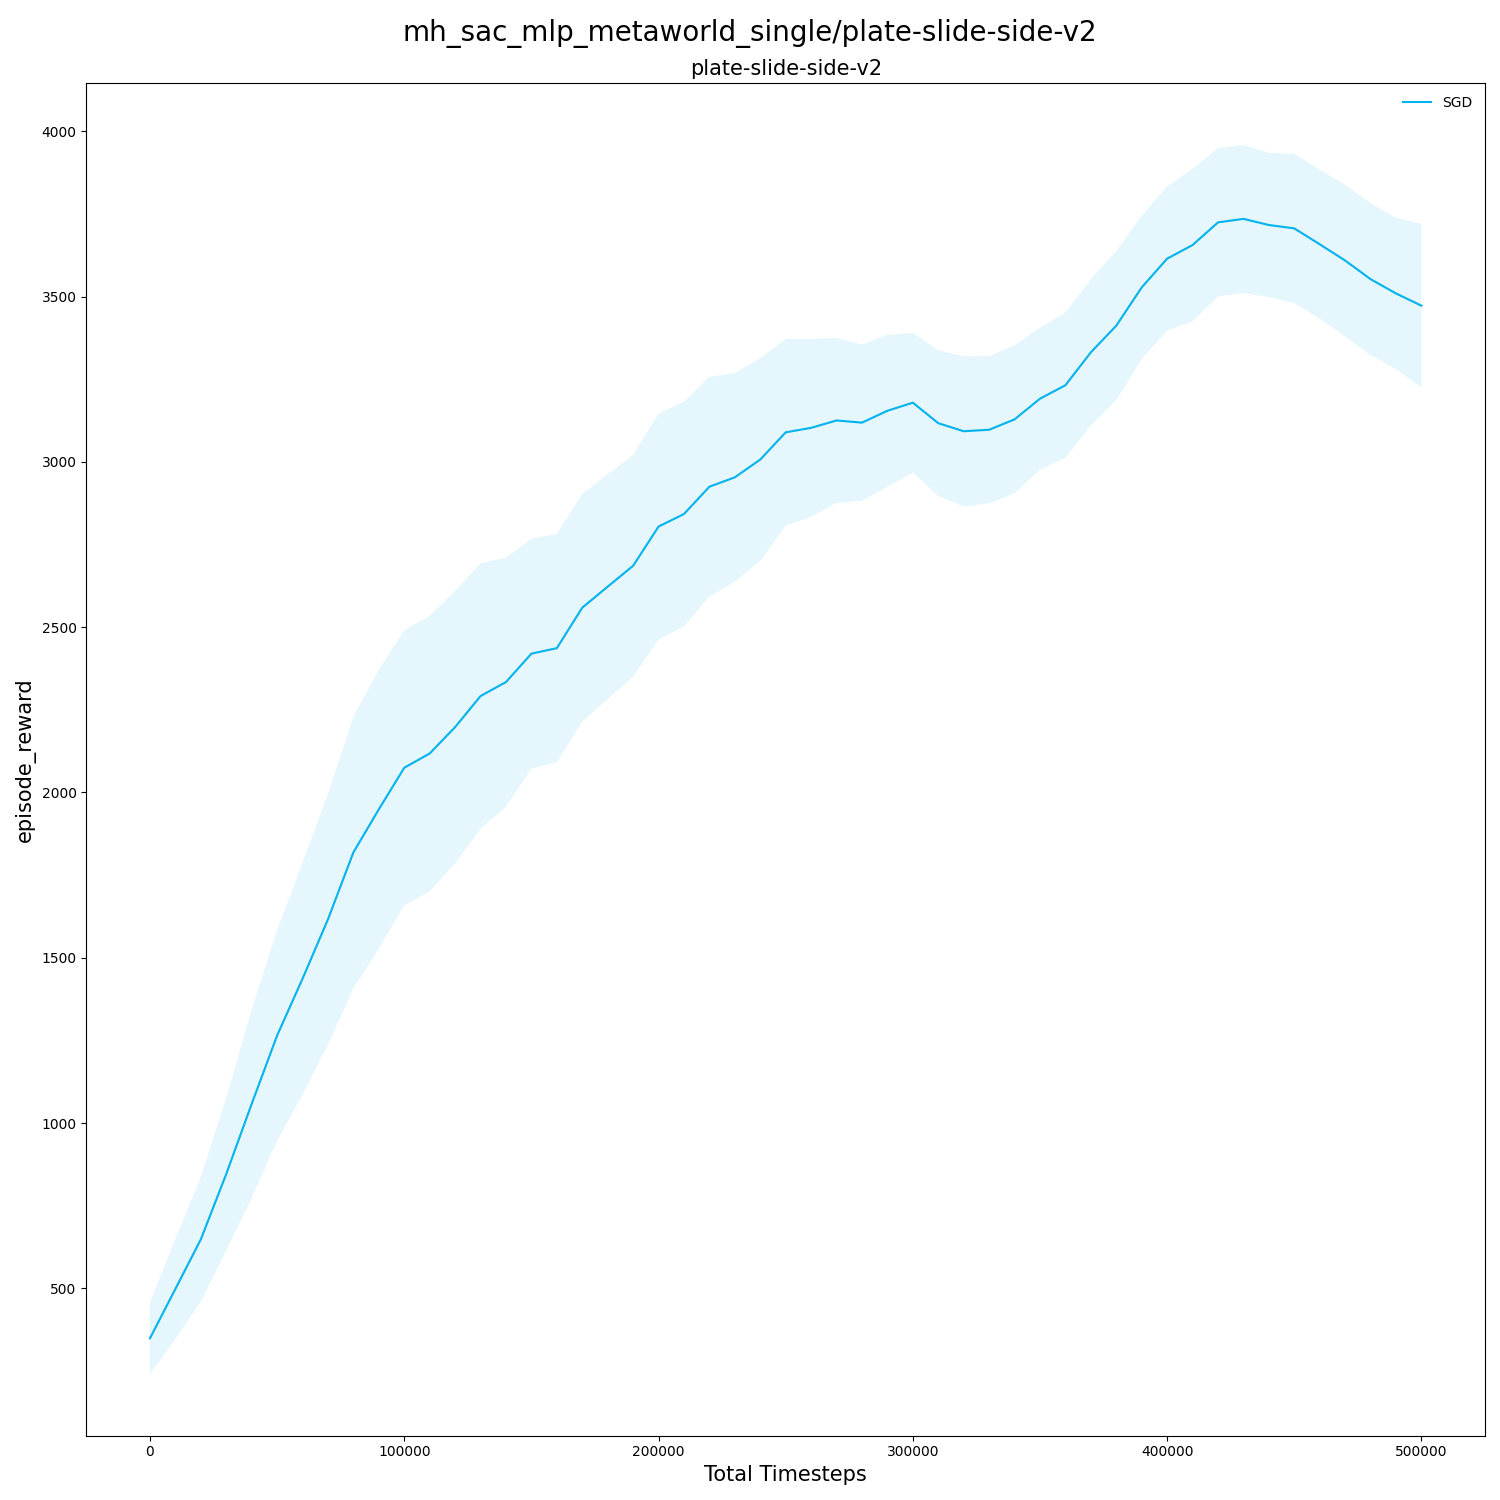 mh_sac_mlp_metaworld_single/plate-slide-side-v2
plate-slide-side-v2
SGD
4000
3500
3000
2500
2000
1500
1000
500
episode_reward
0 100000 200000 300000 400000 500000
Total Timesteps